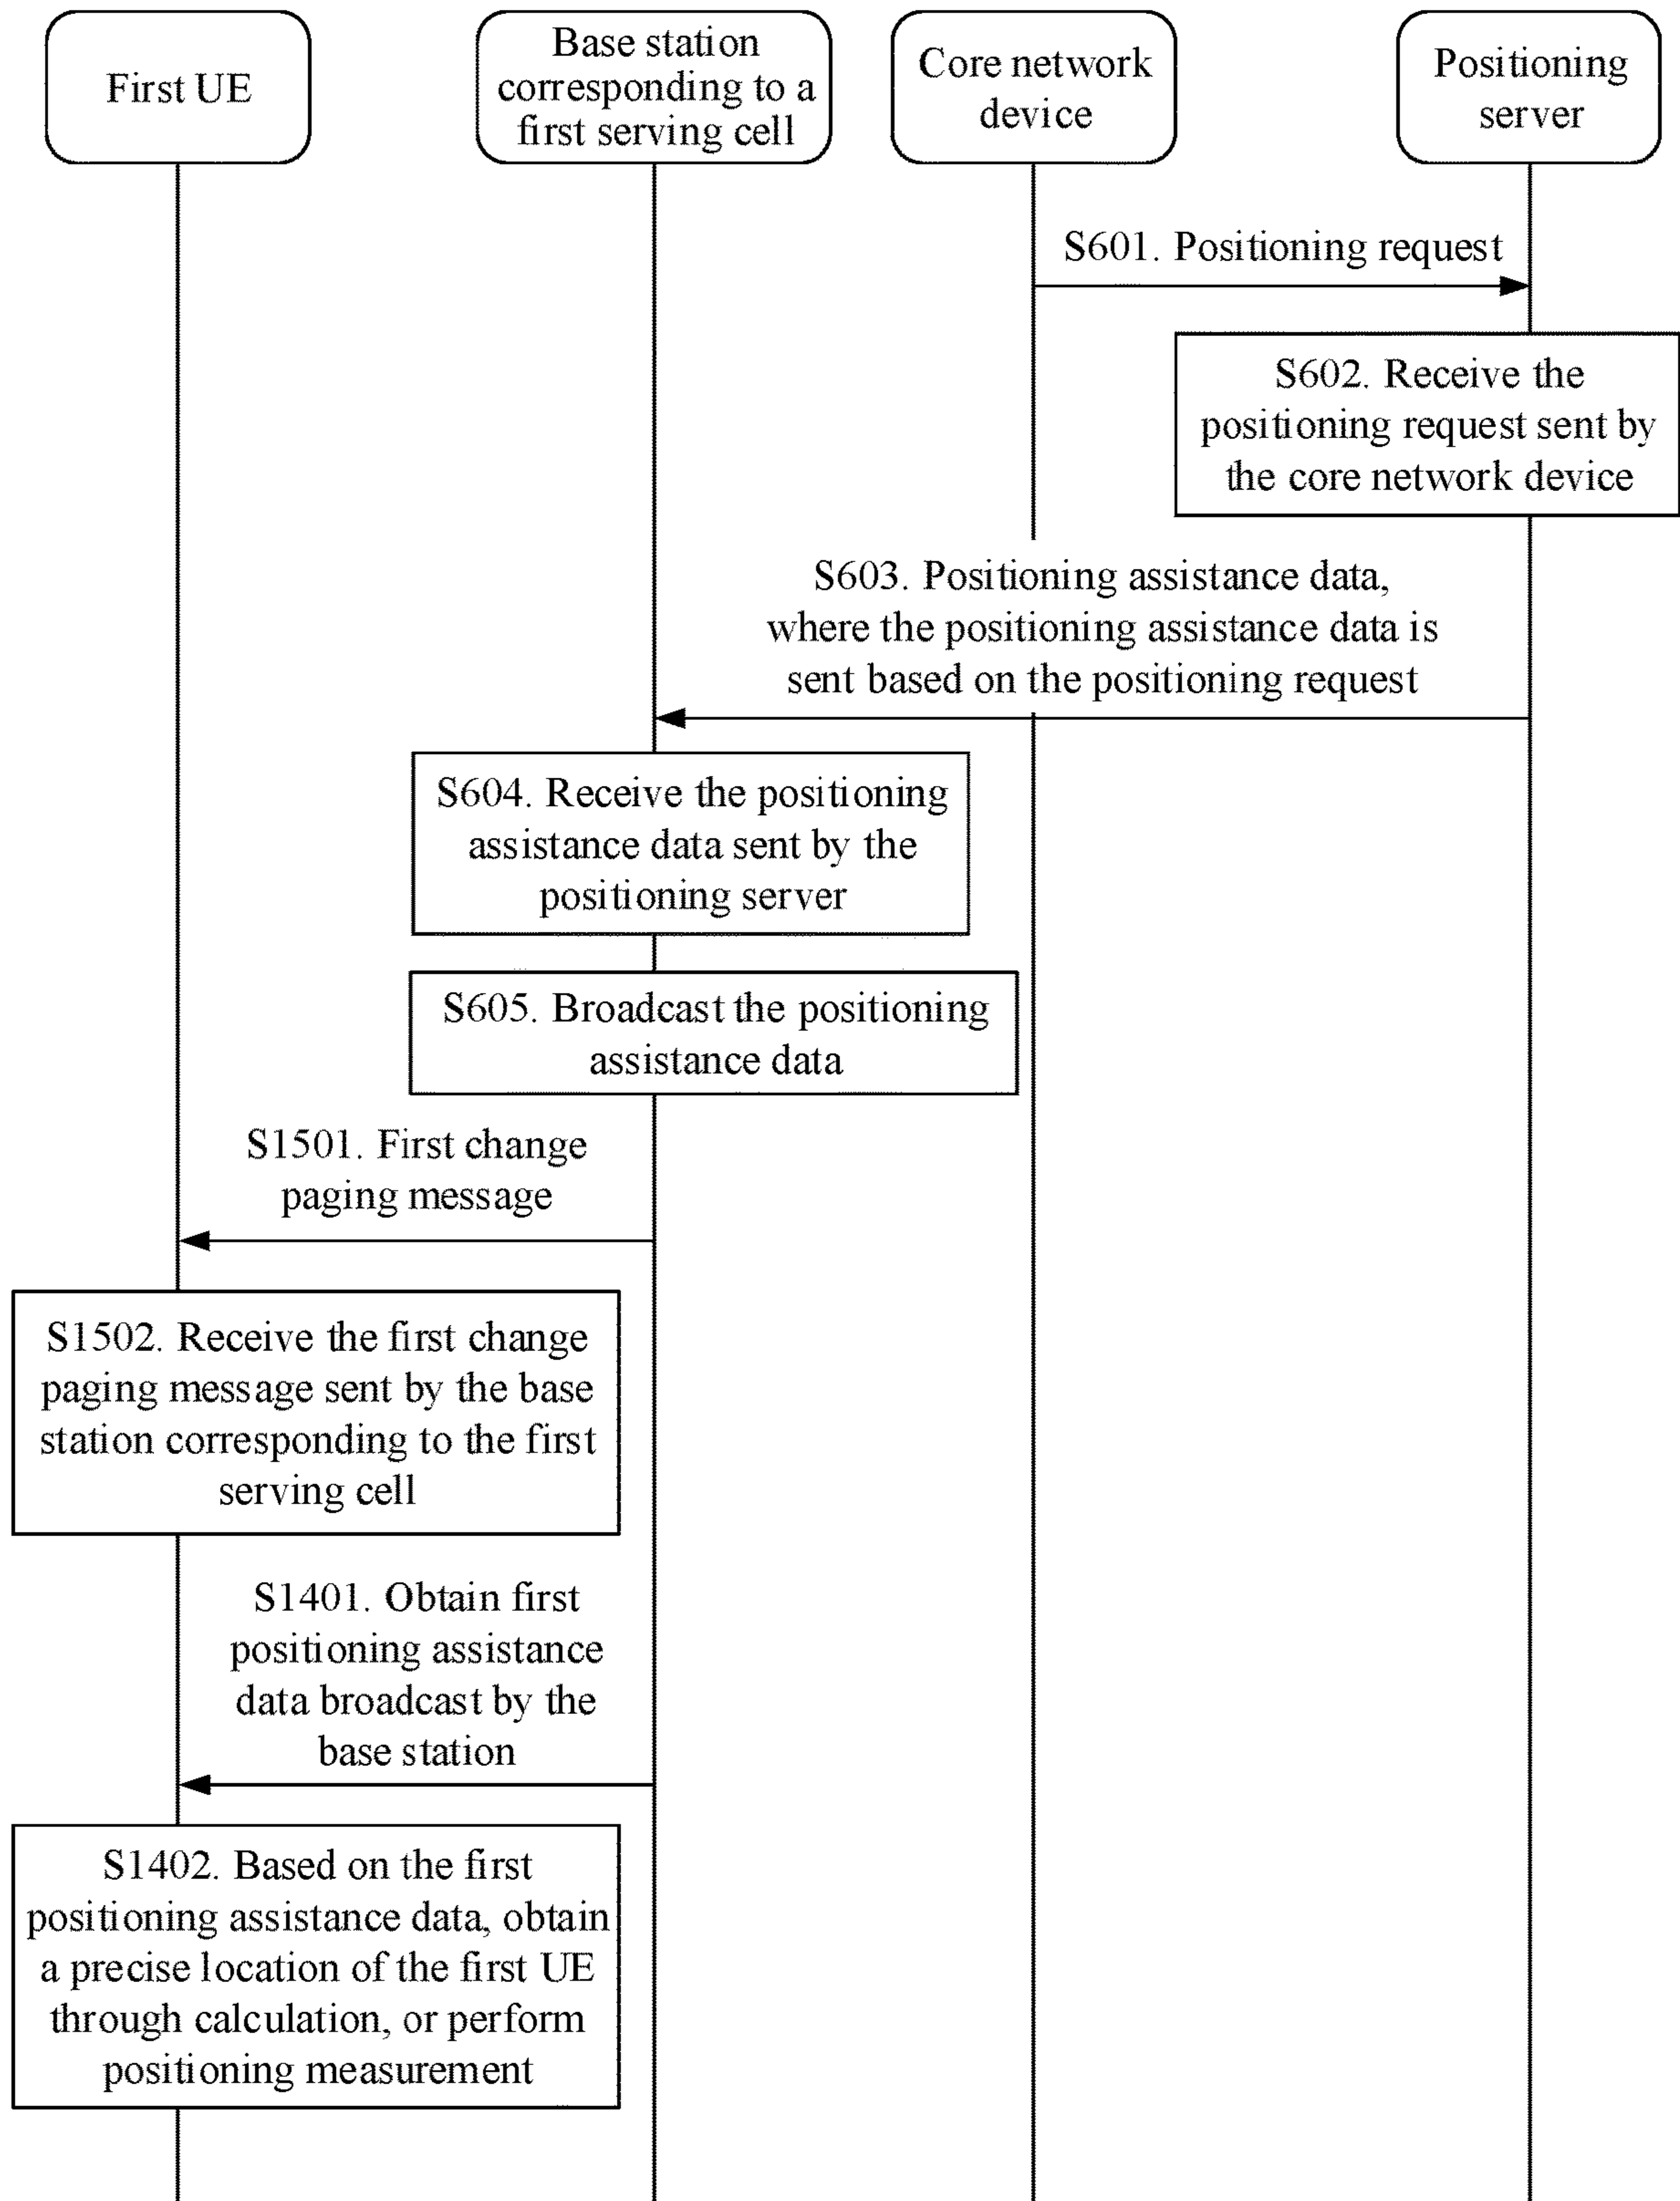 First UE
Base station
corresponding to a
first serving cell
Core network
device
Positioning
server
S601. Positioning request
S602. Receive the
positioning request sent by
the core network device
S603. Positioning assistance data,
where the positioning assistance data is
sent based on the positioning request
S604. Receive the positioning
assistance data sent by the
positioning server
S605. Broadcast the positioning
assistance data
S1501. First change
paging message
S1502. Receive the first change
paging message sent by the base
station corresponding to the first
serving cell
S1401. Obtain first
positioning assistance
data broadcast by the
base station
S1402. Based on the first
positioning assistance data, obtain
a precise location of the first UE
through calculation, or perform
positioning measurement